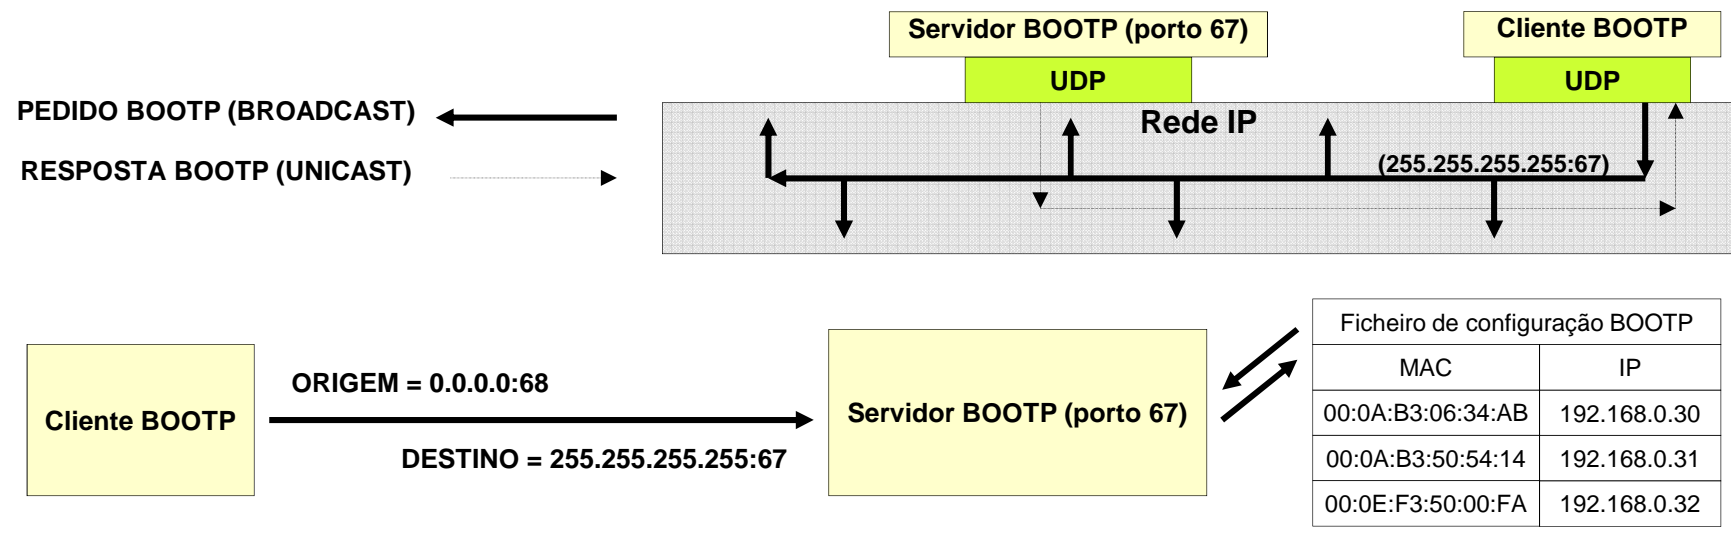 Servidor BOOTP (porto 67)
Cliente BOOTP
UDP
UDP
PEDIDO BOOTP (BROADCAST)
Rede IP
RESPOSTA BOOTP (UNICAST)
(255.255.255.255:67)
Cliente BOOTP
ORIGEM = 0.0.0.0:68
DESTINO = 255.255.255.255:67
Servidor BOOTP (porto 67)
Ficheiro de configuração BOOTP
MAC IP
00:0A:B3:06:34:AB 192.168.0.30
00:0A:B3:50:54:14 192.168.0.31
00:0E:F3:50:00:FA 192.168.0.32